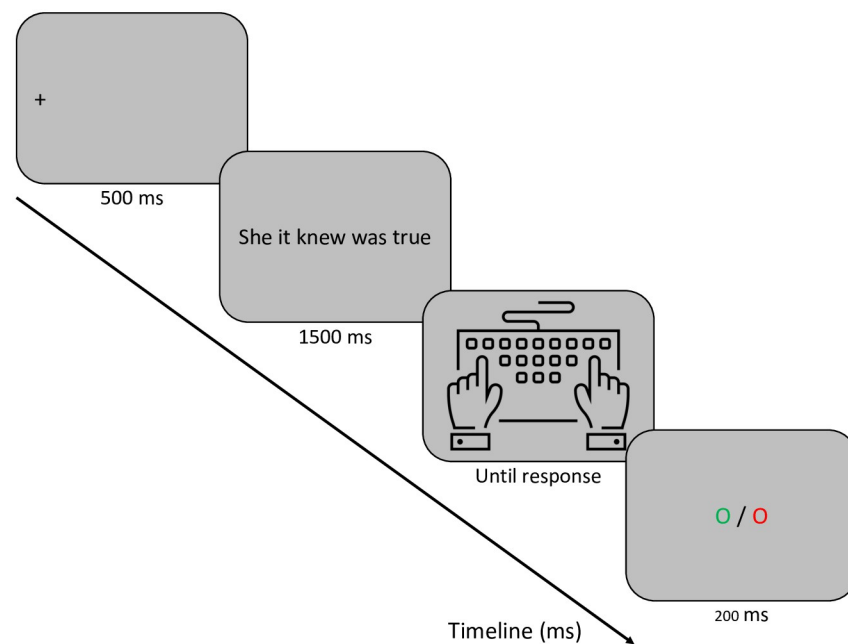 +
500 ms
She it knew was true
1500 ms
Until response
O / O
200 ms
Timeline (ms)